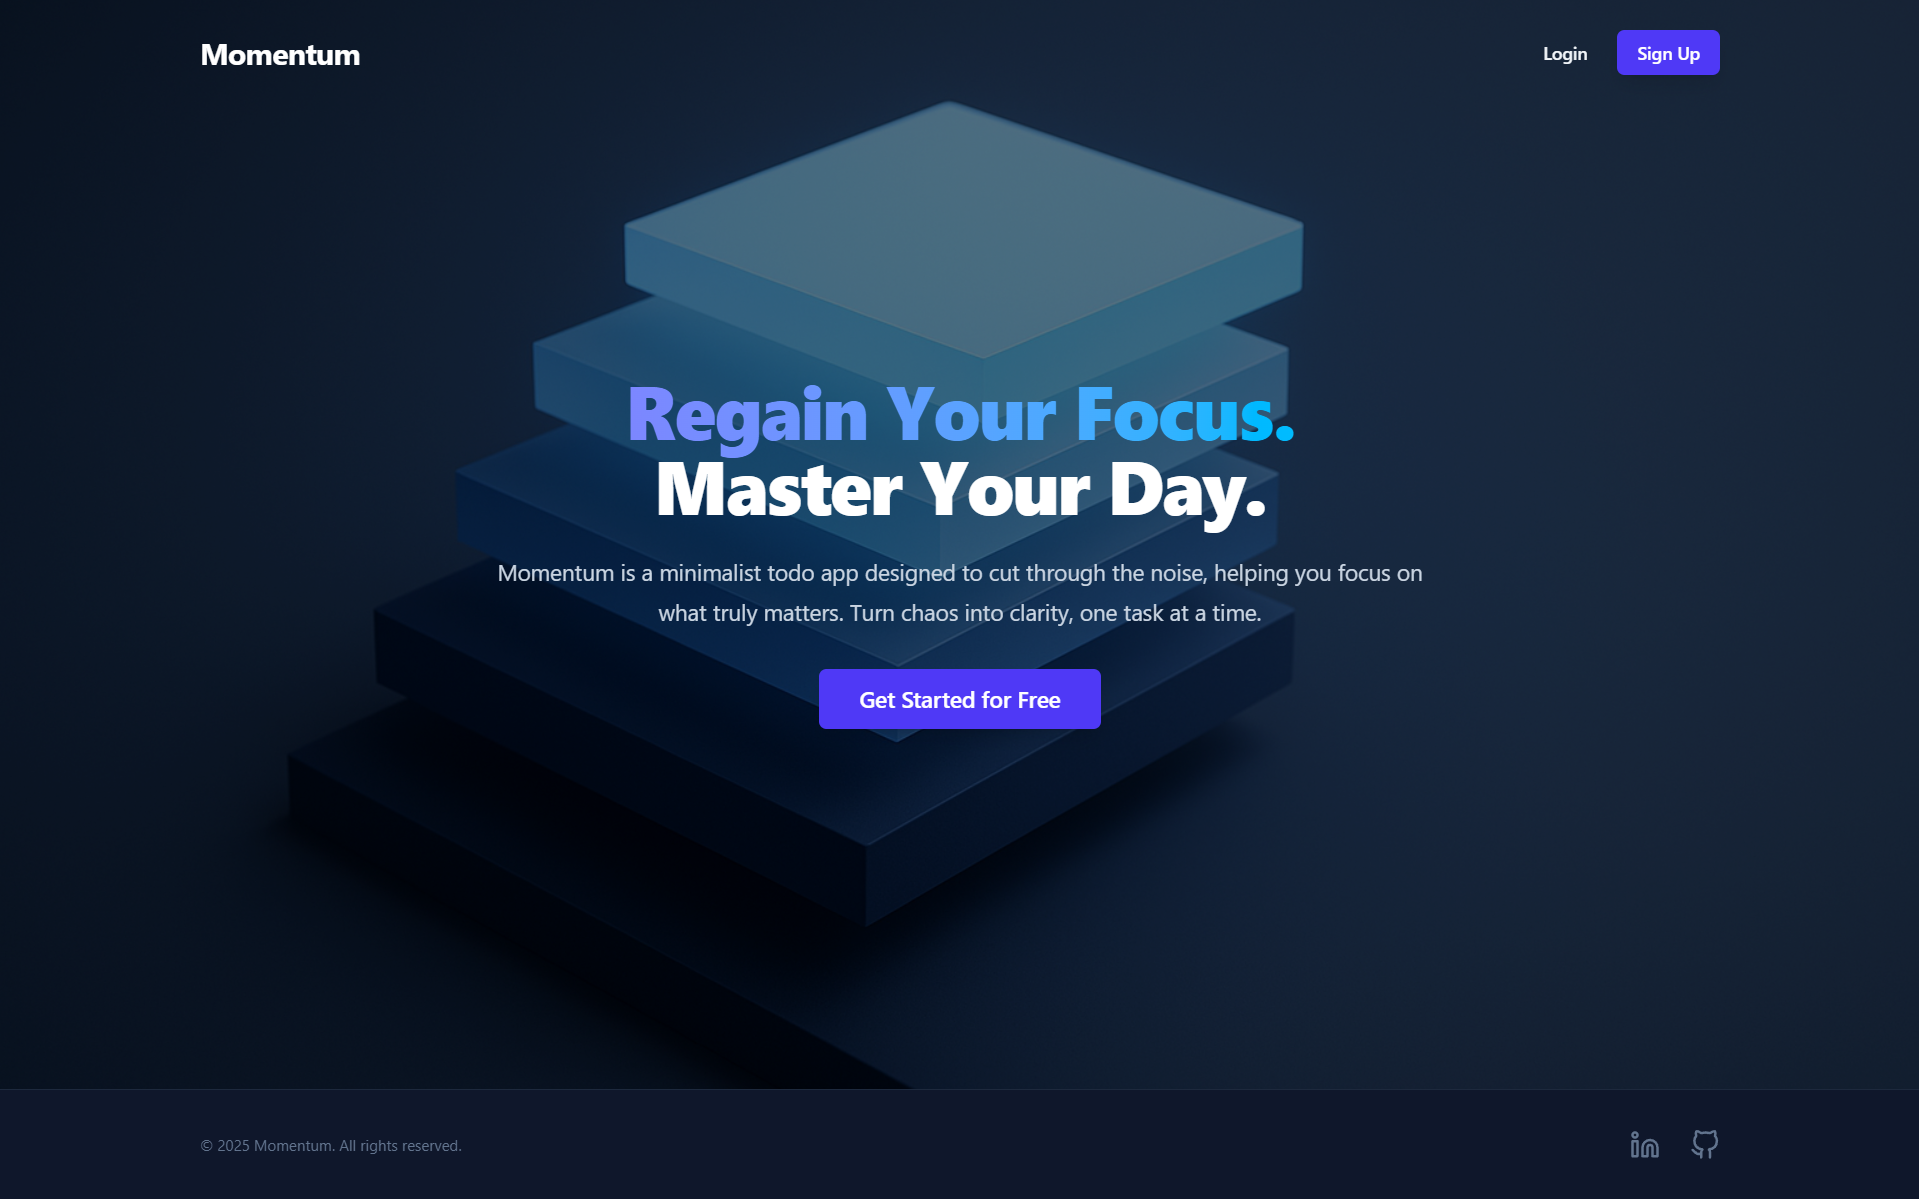 Momentum
Login
Sign Up
Regain Your Focus.
Master Your Day.
Momentum is a minimalist todo app designed to cut through the noise, helping you focus on
what truly matters. Turn chaos into clarity, one task at a time.
Get Started for Free
© 2025 Momentum. All rights reserved.